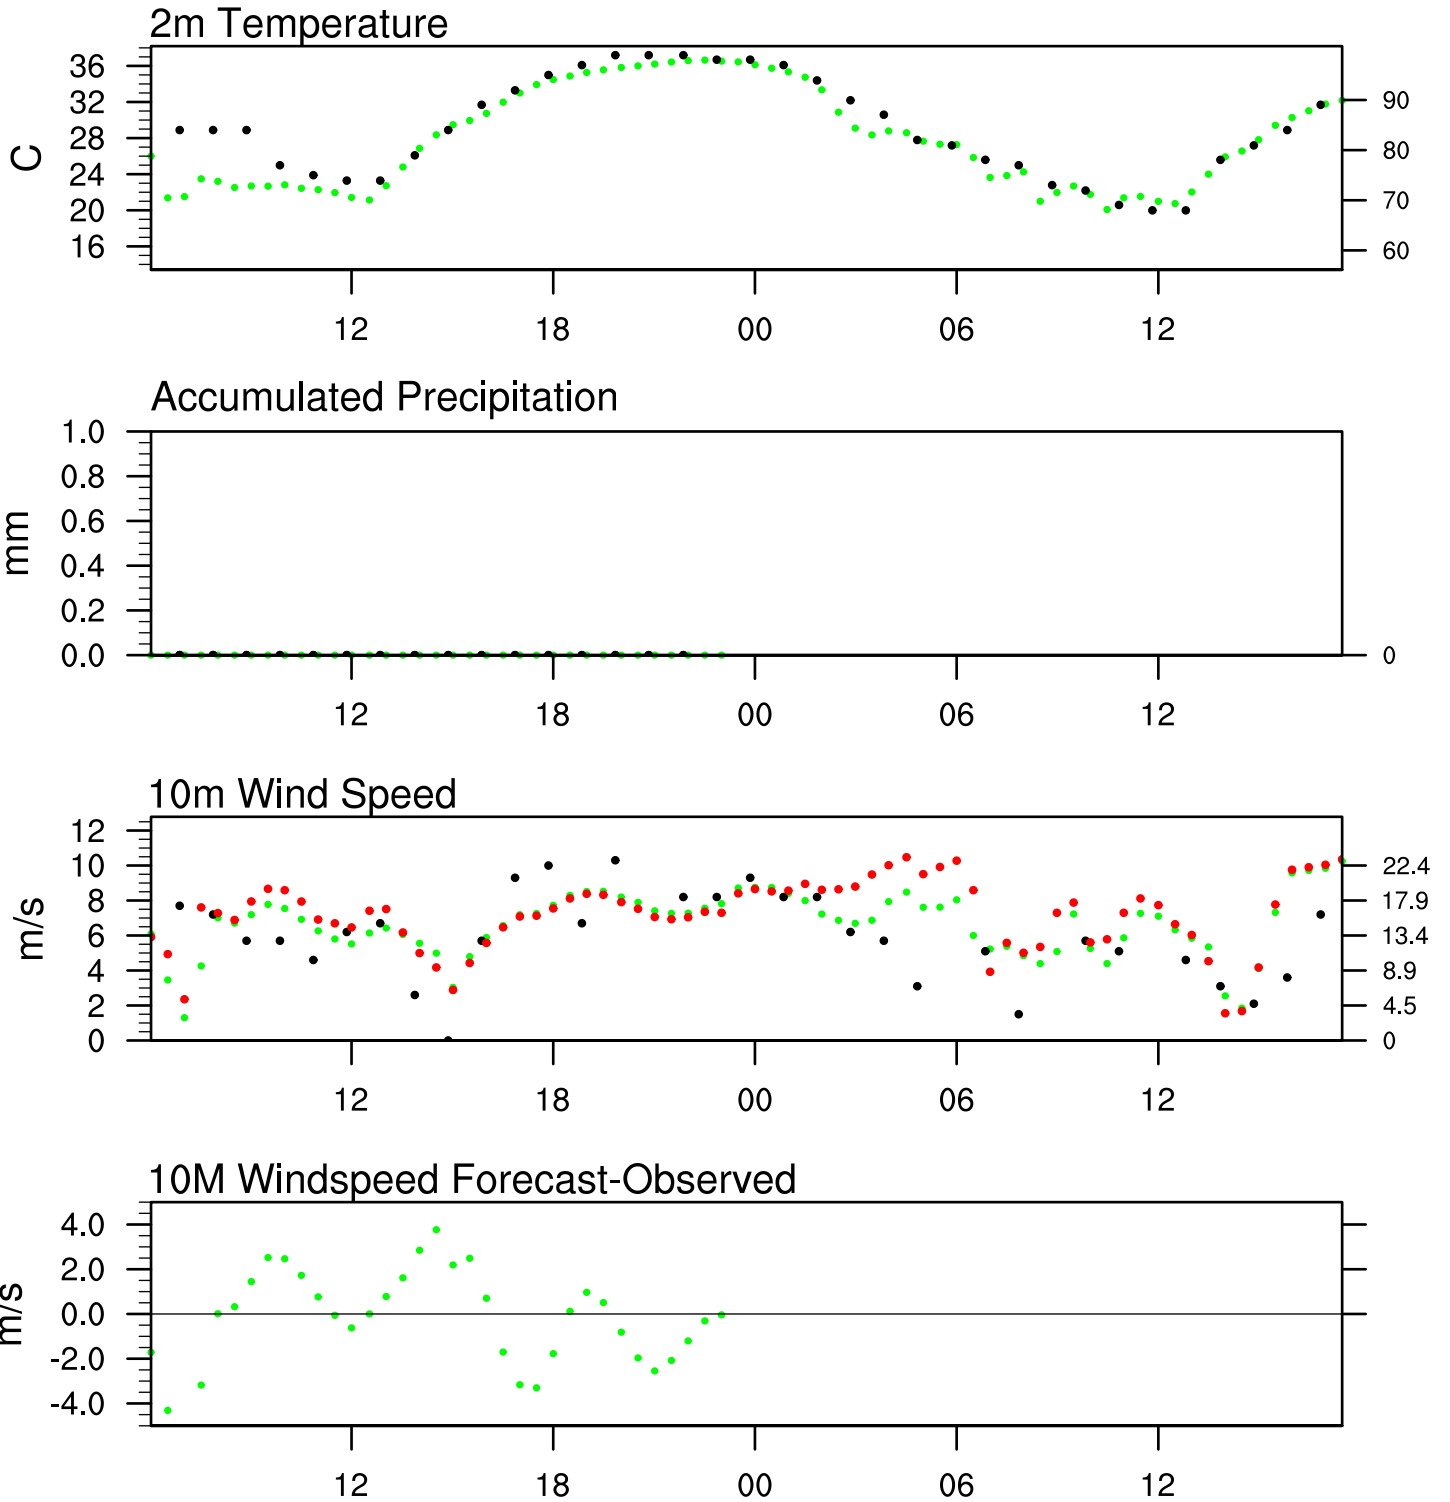 2m Temperature
36
32
28
24
20
16
C
90
80
70
60
12 18 00 06 12
Accumulated Precipitation
1.0
0.8
0.6
0.4
0.2
0.0
mm
0
12 18 00 06 12
10m Wind Speed
12
10
8
6
4
2
0
m/s
22.4
17.9
13.4
8.9
4.5
0
12 18 00 06 12
10M Windspeed Forecast-Observed
4.0
2.0
0.0
-2.0
-4.0
m/s
12 18 00 06 12